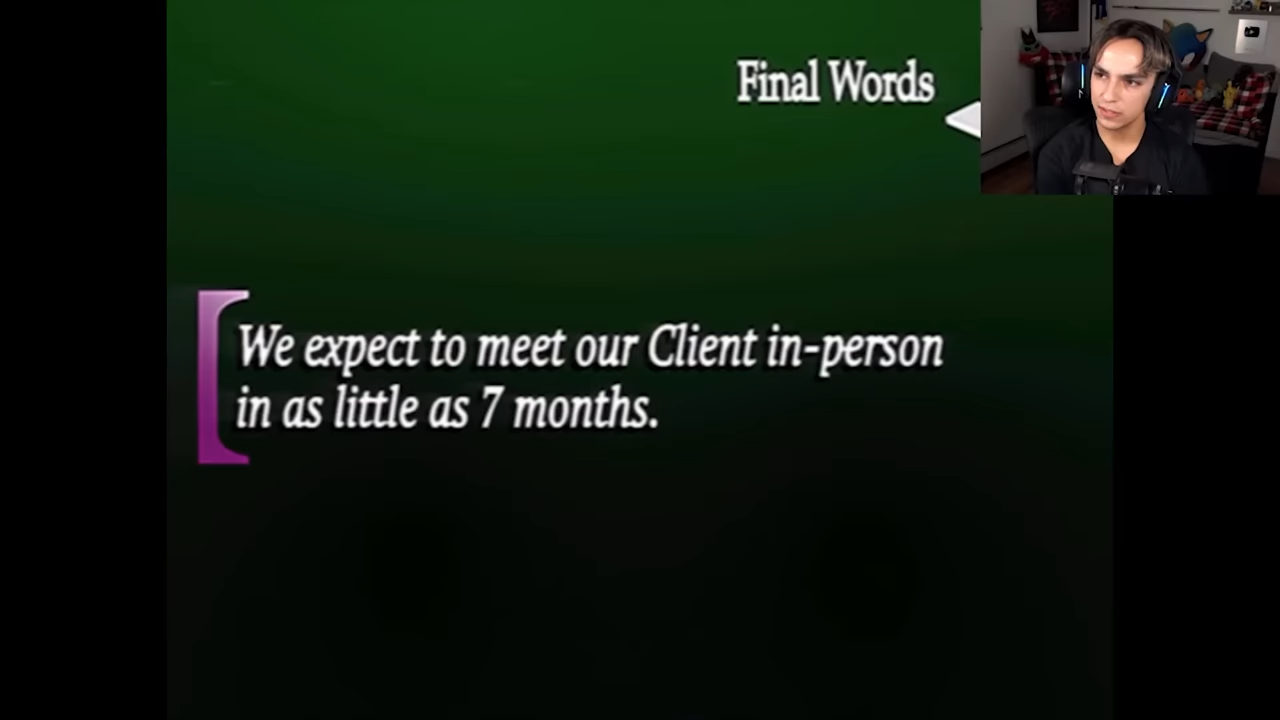 Final Words
We expect to meet our Client in-person
in as little as 7 months.